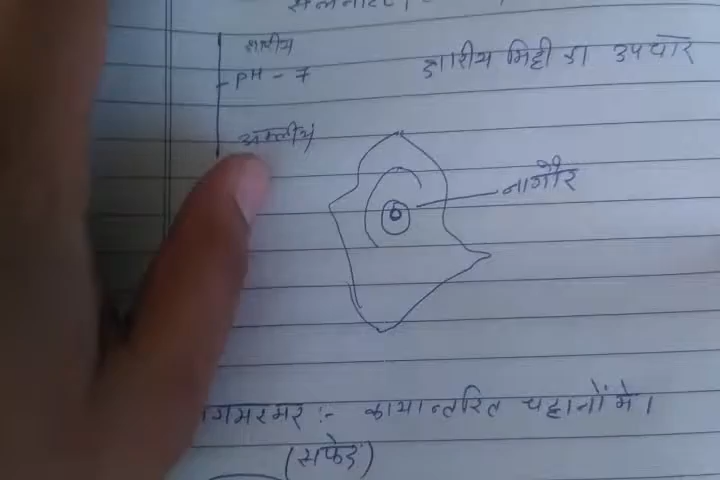 क्षारीय
PH - 7
क्षारीय मिट्टी का उपचार
अम्लीय
नागौर
गमरमर :- कायान्तरित चट्टानों में।
(सफेद)